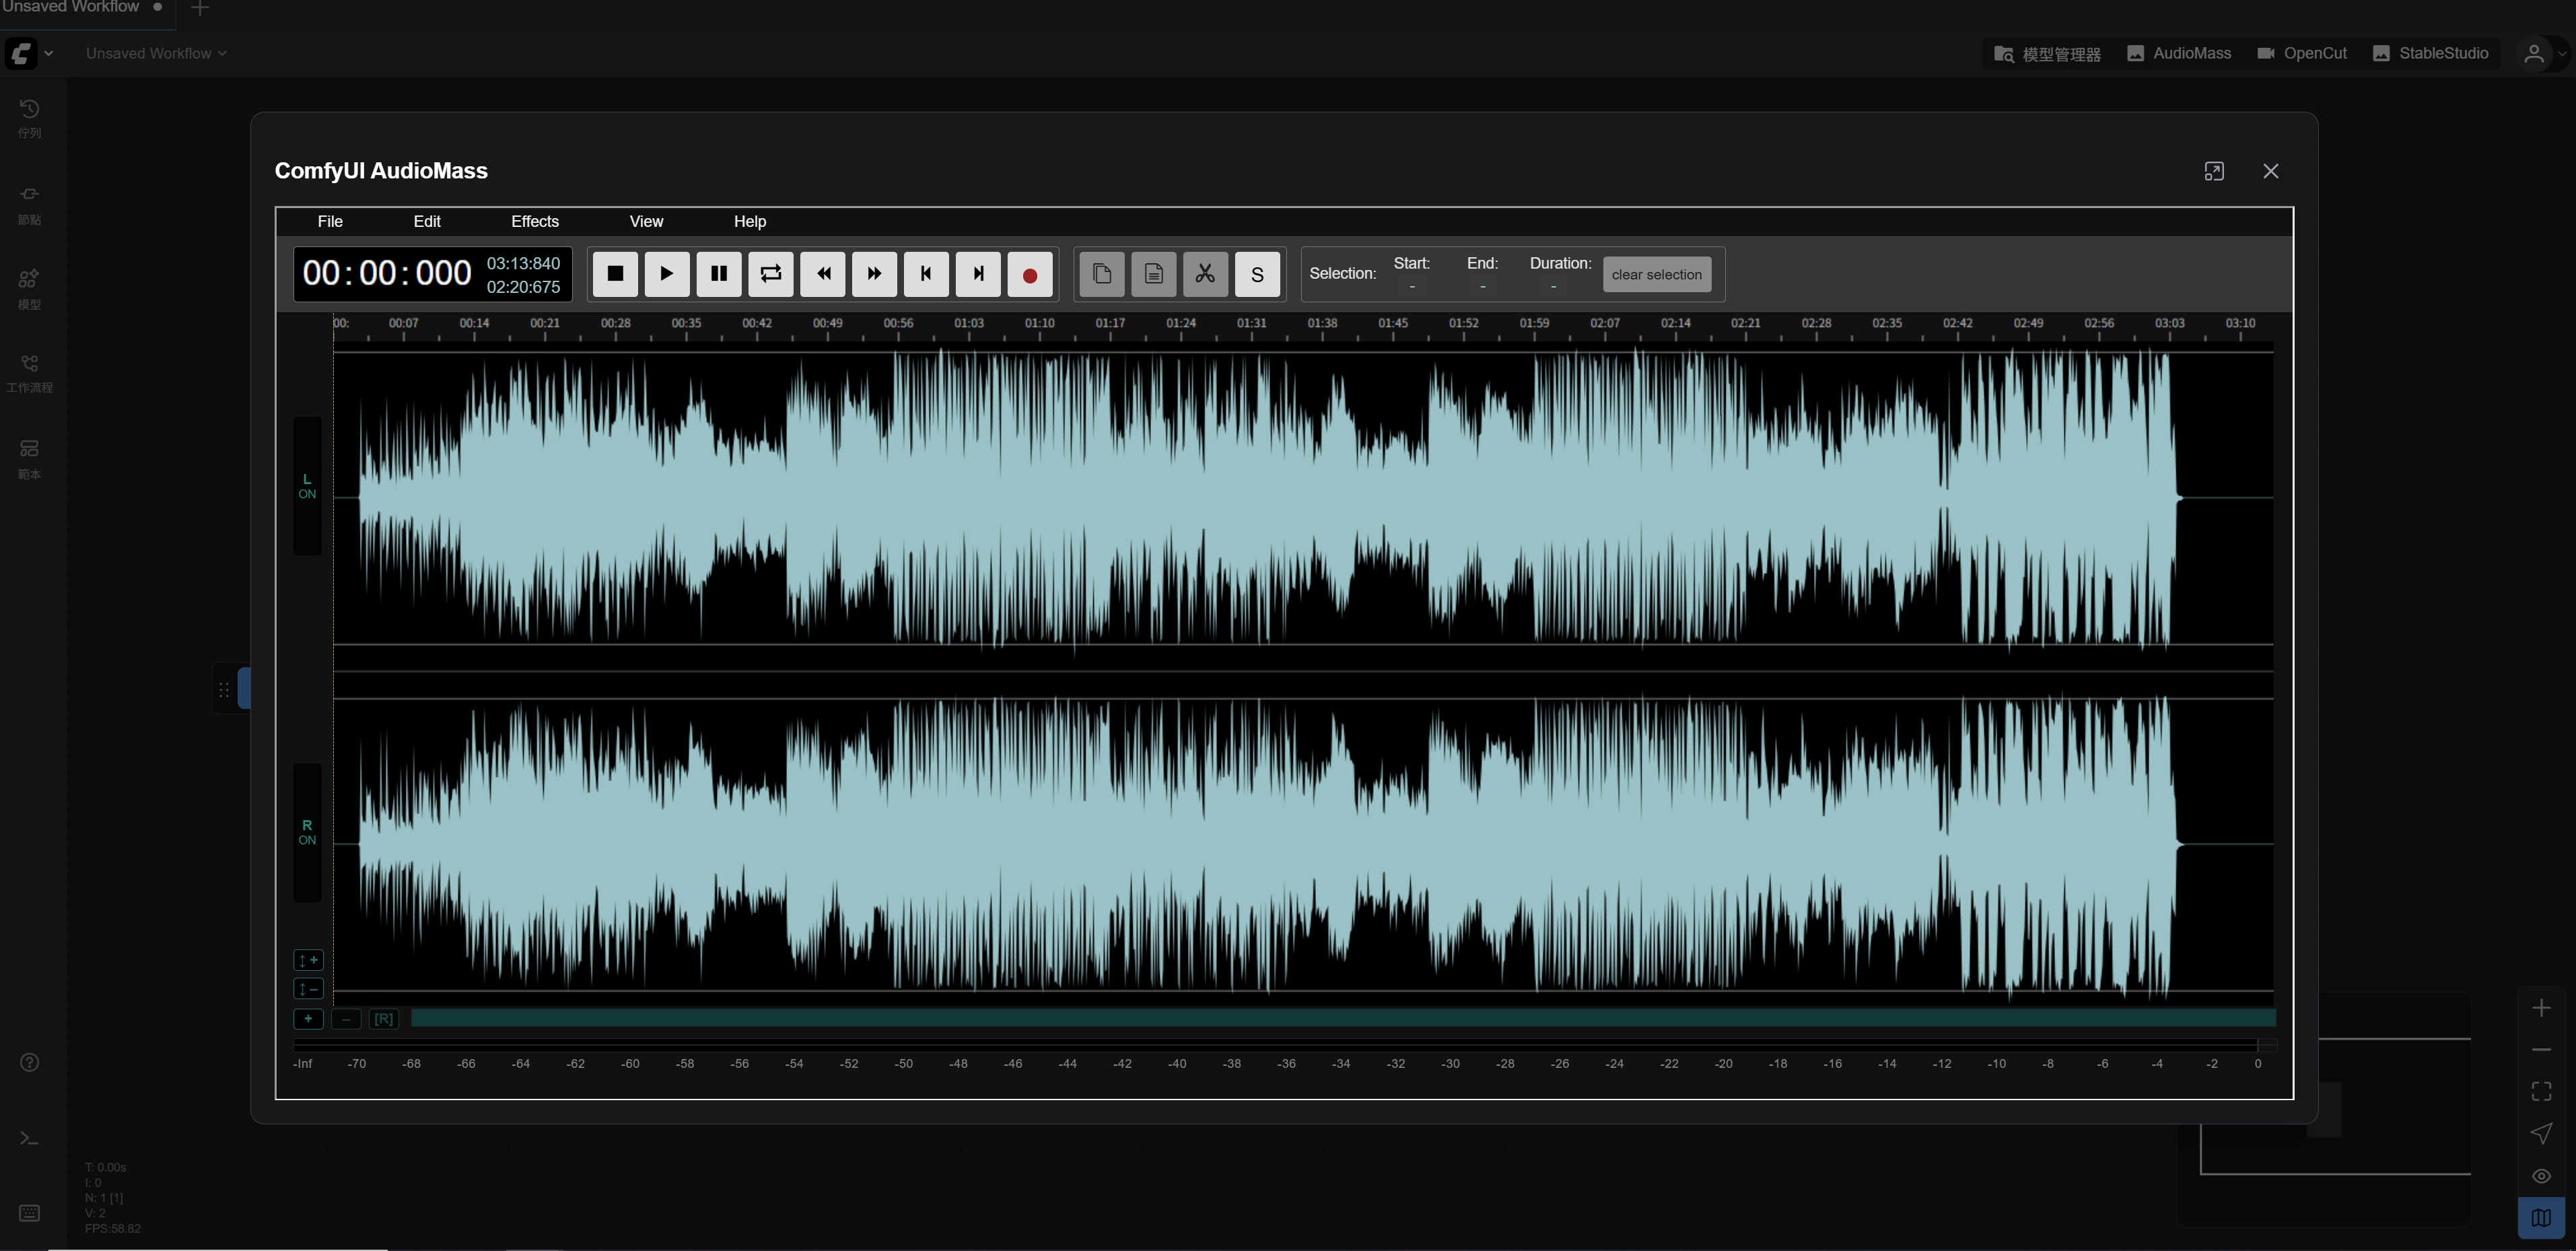 Unsaved Workflow
Unsaved Workflow
模型管理器
AudioMass
OpenCut
StableStudio
佇列
節點
模型
工作流程
範本
ComfyUI AudioMass
File Edit Effects View Help
00:00:000
03:13:840
02:20:675
S
Selection:
Start:
-
End:
-
Duration:
-
clear selection
00: 00:07 00:14 00:21 00:28 00:35 00:42 00:49 00:56 01:03 01:10 01:17 01:24 01:31 01:38 01:45 01:52 01:59 02:07 02:14 02:21 02:28 02:35 02:42 02:49 02:56 03:03 03:10
L
ON
R
ON
[R]
-Inf -70 -68 -66 -64 -62 -60 -58 -56 -54 -52 -50 -48 -46 -44 -42 -40 -38 -36 -34 -32 -30 -28 -26 -24 -22 -20 -18 -16 -14 -12 -10 -8 -6 -4 -2 0
T: 0.00s
I: 0
N: 1 [1]
V: 2
FPS:58.82